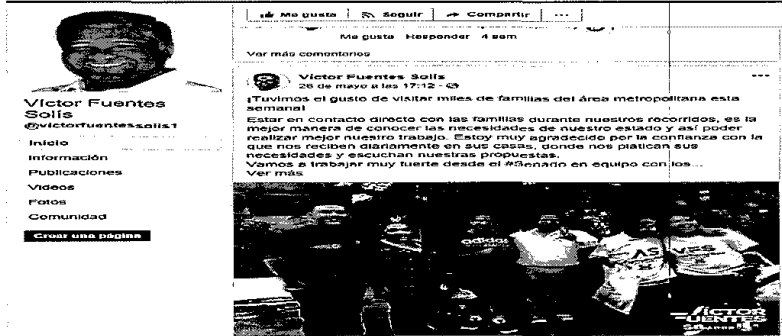 Me gusta Seguir Compartir ...
Me gusta Responder 4 sem
Ver más comentarios
Víctor Fuentes Solís
26 de mayo a las 17:12 ·
¡Tuvimos el gusto de visitar miles de familias del área metropolitana esta
semana!
Estar en contacto directo con las familias durante nuestros recorridos, es la
mejor manera de conocer las necesidades de nuestro estado y así poder
realizar mejor nuestro trabajo. Estoy muy agradecido por la confianza con la
que nos reciben diariamente en sus casas, donde nos platican sus
necesidades y escuchan nuestras propuestas.
Vamos a trabajar muy fuerte desde el #Senado en equipo con los...
Ver más
Víctor Fuentes
Solís
@victorfuentessolis1
Inicio
Información
Publicaciones
Videos
Fotos
Comunidad
Crear una página
adidas
VÍCTOR
FUENTES